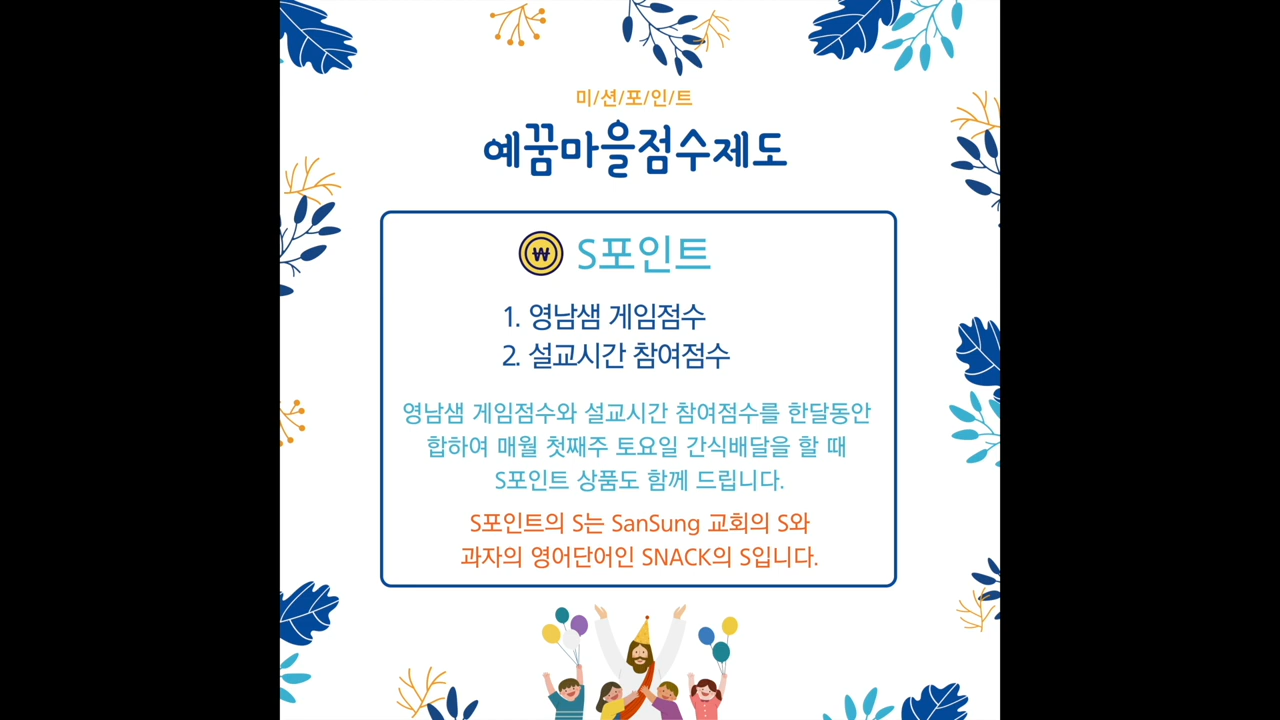 미/션/포/인/트
예꿈마을점수제도
₩ S포인트
1. 영남샘 게임점수
2. 설교시간 참여점수
영남샘 게임점수와 설교시간 참여점수를 한달동안
합하여 매월 첫째주 토요일 간식배달을 할 때
S포인트 상품도 함께 드립니다.
S포인트의 S는 SanSung 교회의 S와
과자의 영어단어인 SNACK의 S입니다.